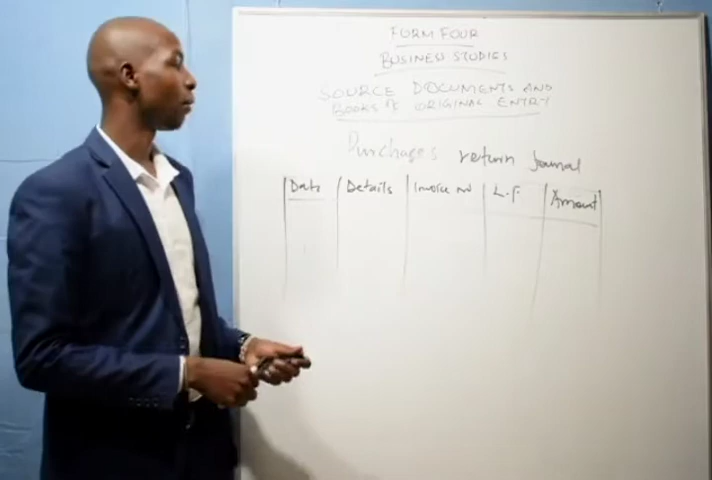 FORM FOUR
BUSINESS STUDIES
SOURCE DOCUMENTS AND
BOOKS OF ORIGINAL ENTRY
Purchases return Journal
Date Details Invoice no L.F Amount